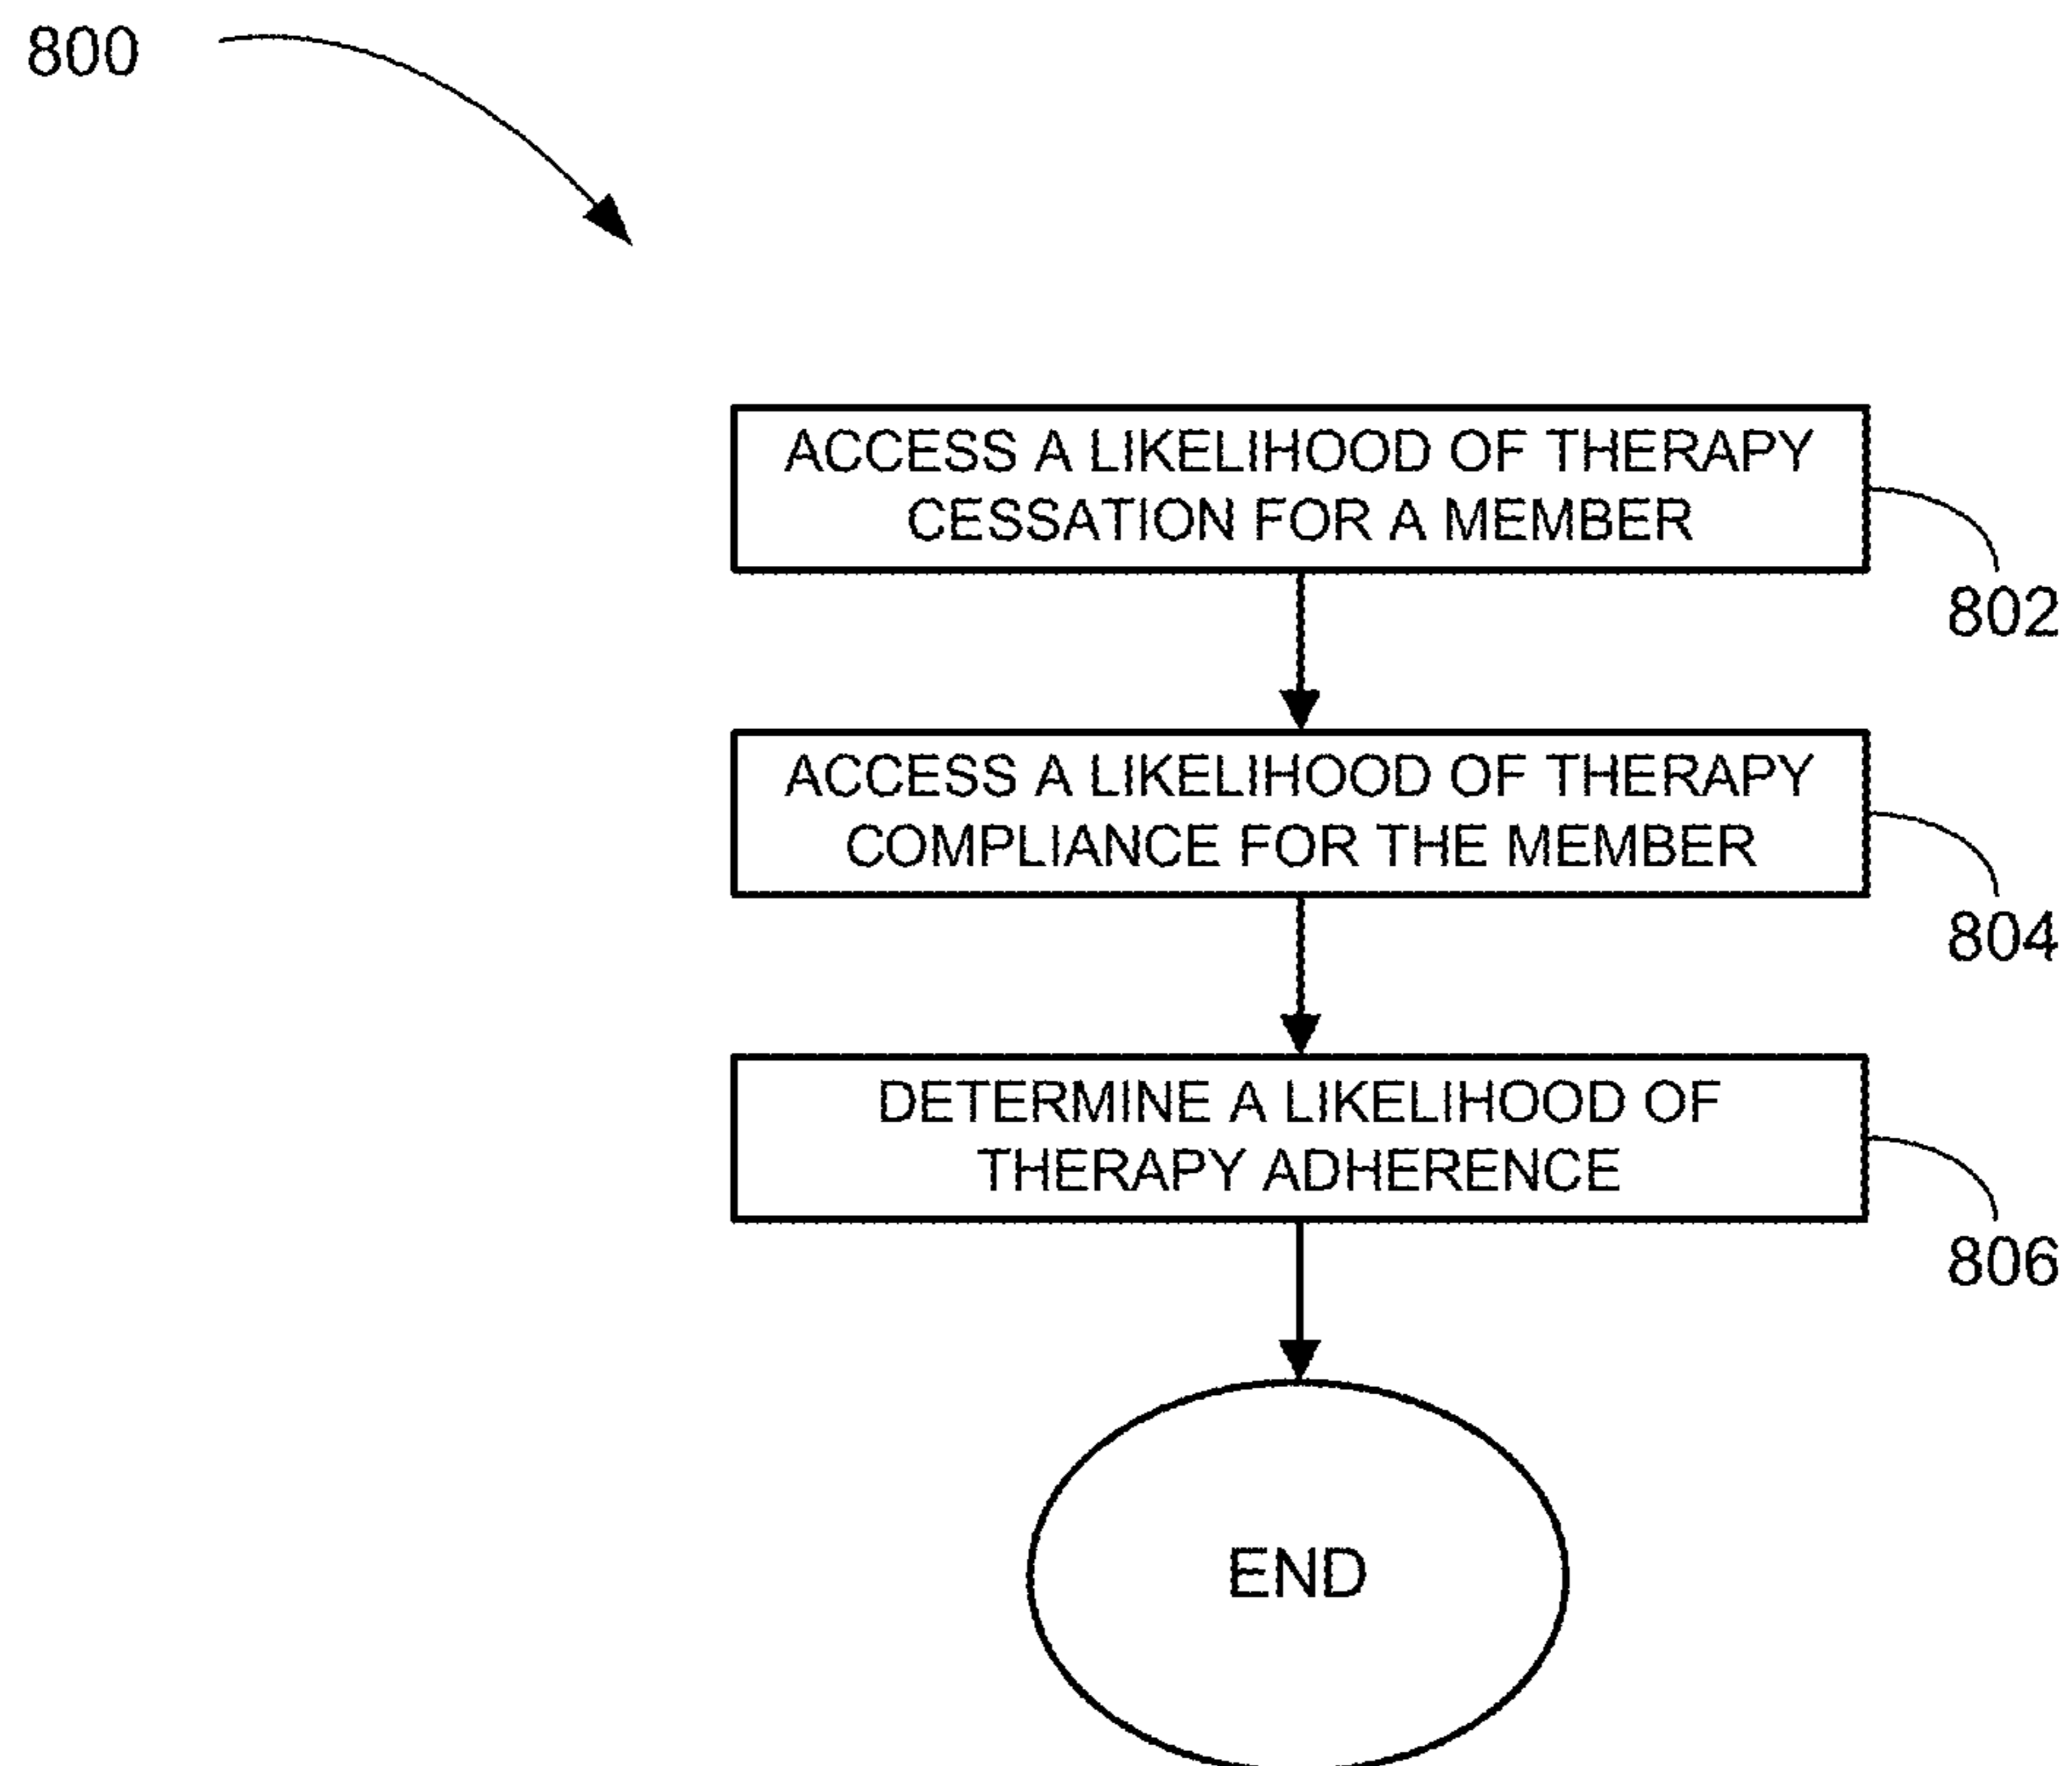 800
ACCESS A LIKELIHOOD OF THERAPY
CESSATION FOR A MEMBER
802
ACCESS A LIKELIHOOD OF THERAPY
COMPLIANCE FOR THE MEMBER
804
DETERMINE A LIKELIHOOD OF
THERAPY ADHERENCE
806
END